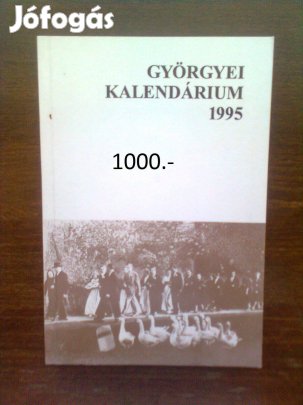 Jófogás
GYÖRGYEI
KALENDÁRIUM
1995
1000.-